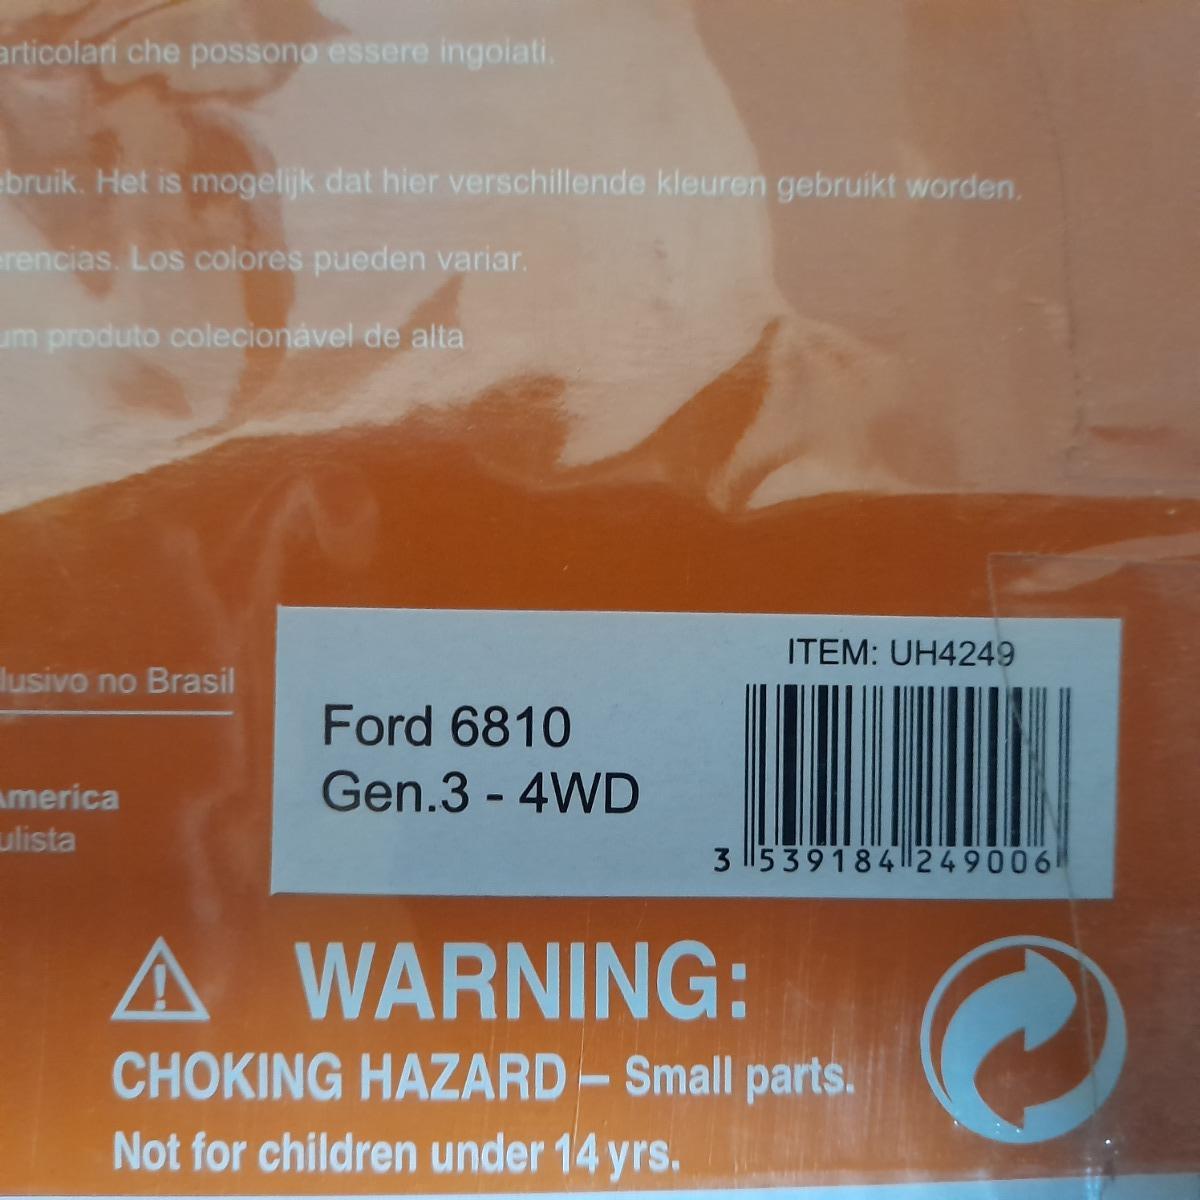 articolari che possono essere ingoiati.
ebruik. Het is mogelijk dat hier verschillende kleuren gebruikt worden.
erencias. Los colores pueden variar.
um produto colecionável de alta
lusivo no Brasil
America
ulista
ITEM: UH4249
Ford 6810
Gen.3 - 4WD
3 539184 249006
WARNING:
CHOKING HAZARD – Small parts.
Not for children under 14 yrs.